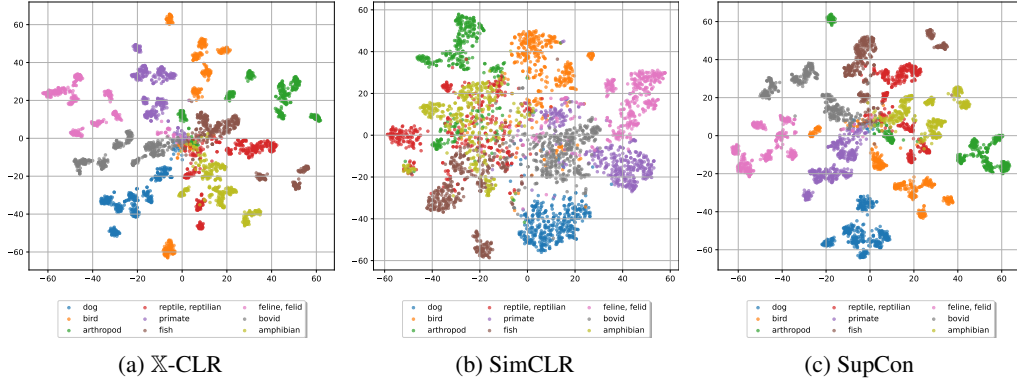 60
40
20
0
−20
−40
−60
−60 −40 −20 0 20 40 60
dog reptile, reptilian feline, felid
bird primate bovid
arthropod fish amphibian
(a) 𝕏-CLR
60
40
20
0
−20
−40
−60
−60 −40 −20 0 20 40 60
dog reptile, reptilian feline, felid
bird primate bovid
arthropod fish amphibian
(b) SimCLR
60
40
20
0
−20
−40
−60
−60 −40 −20 0 20 40 60
dog reptile, reptilian feline, felid
bird primate bovid
arthropod fish amphibian
(c) SupCon